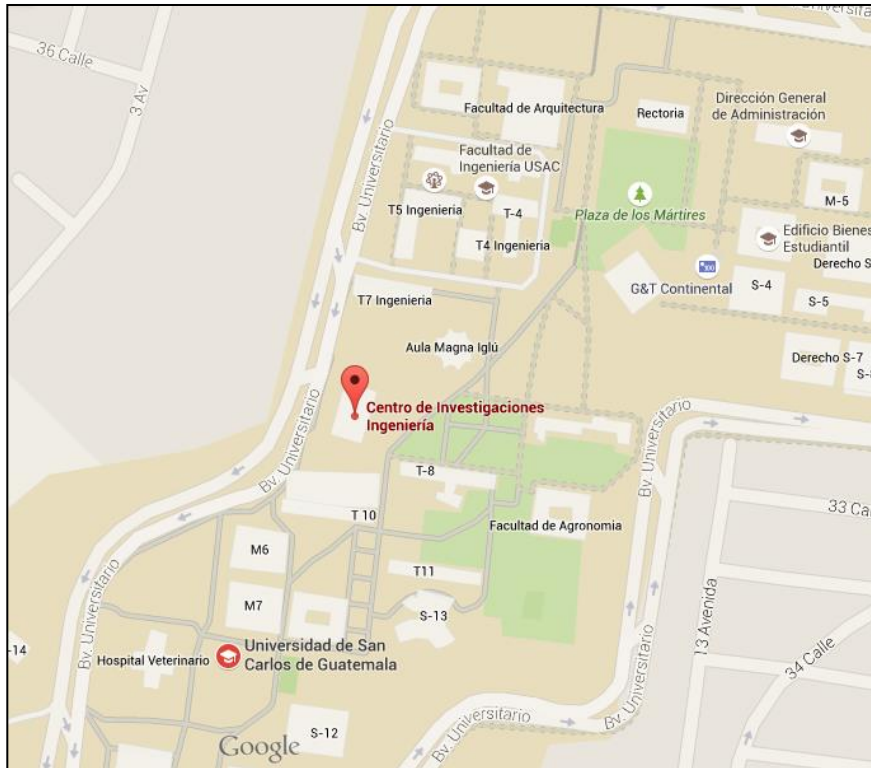 Universitario
36 Calle
3 Av
Bv. Universitario
Facultad de Arquitectura
Rectoria
Dirección General
de Administración
M-5
Facultad de
Ingeniería USAC
T5 Ingenieria
T-4
T4 Ingenieria
Plaza de los Mártires
Edificio Bienes
Estudiantil
Derecho S
G&T Continental
S-4
S-5
T7 Ingenieria
Aula Magna Iglú
Derecho S-7
Centro de Investigaciones
Ingeniería
Bv. Universitario
Bv. Universitario
T-8
T 10
Facultad de Agronomia
33 Ca
M6
T11
M7
S-13
Bv. Universitario
Bv. Universitario
13 Avenida
34 Calle
-14
Hospital Veterinario
Universidad de San
Carlos de Guatemala
S-12
Google
Bv. Universitario